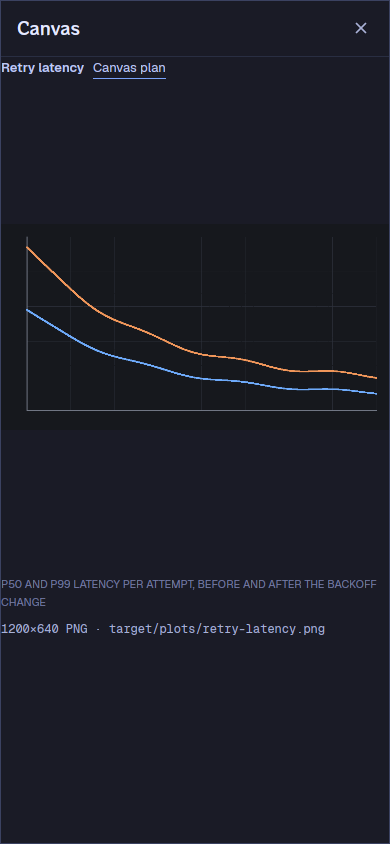 Canvas
Retry latency Canvas plan
P50 AND P99 LATENCY PER ATTEMPT, BEFORE AND AFTER THE BACKOFF
CHANGE
1200×640 PNG · target/plots/retry-latency.png